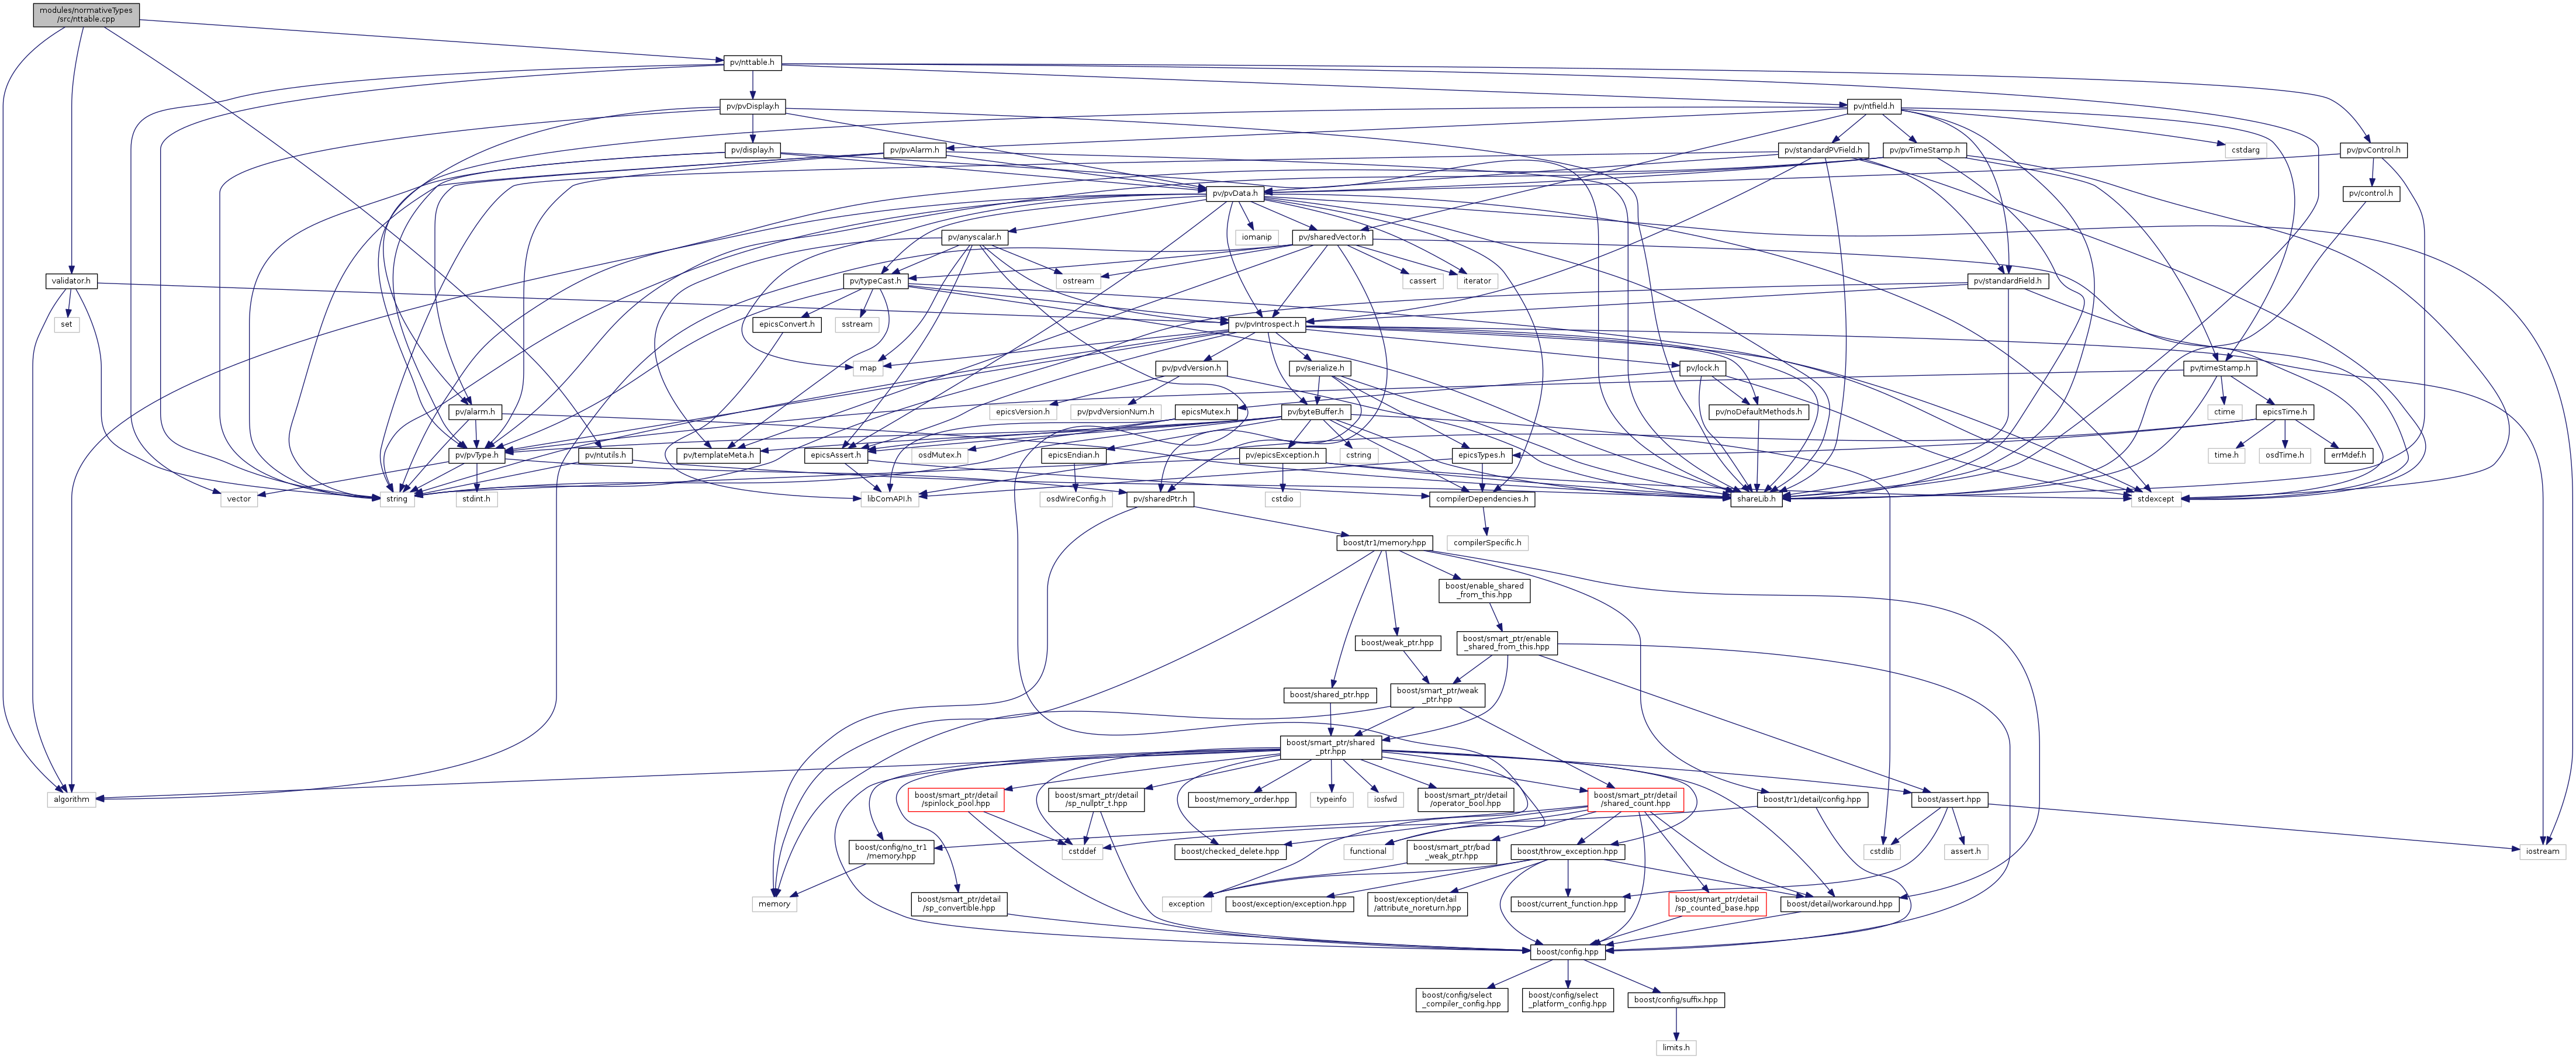 modules/normativeTypes
/src/nttable.cpp
pv/nttable.h
pv/pvDisplay.h
pv/ntfield.h
pv/display.h
pv/pvAlarm.h
pv/standardPVField.h
pv/pvTimeStamp.h
cstdarg
pv/pvControl.h
pv/pvData.h
pv/control.h
pv/anyscalar.h
iomanip
pv/sharedVector.h
validator.h
pv/typeCast.h
ostream
cassert
iterator
pv/standardField.h
set
epicsConvert.h
sstream
pv/pvIntrospect.h
map
pv/pvdVersion.h
pv/serialize.h
pv/lock.h
pv/timeStamp.h
pv/alarm.h
epicsVersion.h
pv/pvdVersionNum.h
epicsMutex.h
pv/byteBuffer.h
pv/noDefaultMethods.h
ctime
epicsTime.h
pv/pvType.h
pv/ntutils.h
pv/templateMeta.h
epicsAssert.h
osdMutex.h
epicsEndian.h
pv/epicsException.h
cstring
epicsTypes.h
time.h
osdTime.h
errMdef.h
vector
string
stdint.h
libComAPI.h
osdWireConfig.h
pv/sharedPtr.h
cstdio
compilerDependencies.h
shareLib.h
stdexcept
boost/tr1/memory.hpp
compilerSpecific.h
boost/enable_shared
_from_this.hpp
boost/weak_ptr.hpp
boost/smart_ptr/enable
_shared_from_this.hpp
boost/shared_ptr.hpp
boost/smart_ptr/weak
_ptr.hpp
boost/smart_ptr/shared
_ptr.hpp
algorithm
boost/smart_ptr/detail
/spinlock_pool.hpp
boost/smart_ptr/detail
/sp_nullptr_t.hpp
boost/memory_order.hpp
typeinfo
iosfwd
boost/smart_ptr/detail
/operator_bool.hpp
boost/smart_ptr/detail
/shared_count.hpp
boost/tr1/detail/config.hpp
boost/assert.hpp
boost/config/no_tr1
/memory.hpp
cstddef
boost/checked_delete.hpp
functional
boost/smart_ptr/bad
_weak_ptr.hpp
boost/throw_exception.hpp
cstdlib
assert.h
iostream
memory
boost/smart_ptr/detail
/sp_convertible.hpp
exception
boost/exception/exception.hpp
boost/exception/detail
/attribute_noreturn.hpp
boost/current_function.hpp
boost/smart_ptr/detail
/sp_counted_base.hpp
boost/detail/workaround.hpp
boost/config.hpp
boost/config/select
_compiler_config.hpp
boost/config/select
_platform_config.hpp
boost/config/suffix.hpp
limits.h